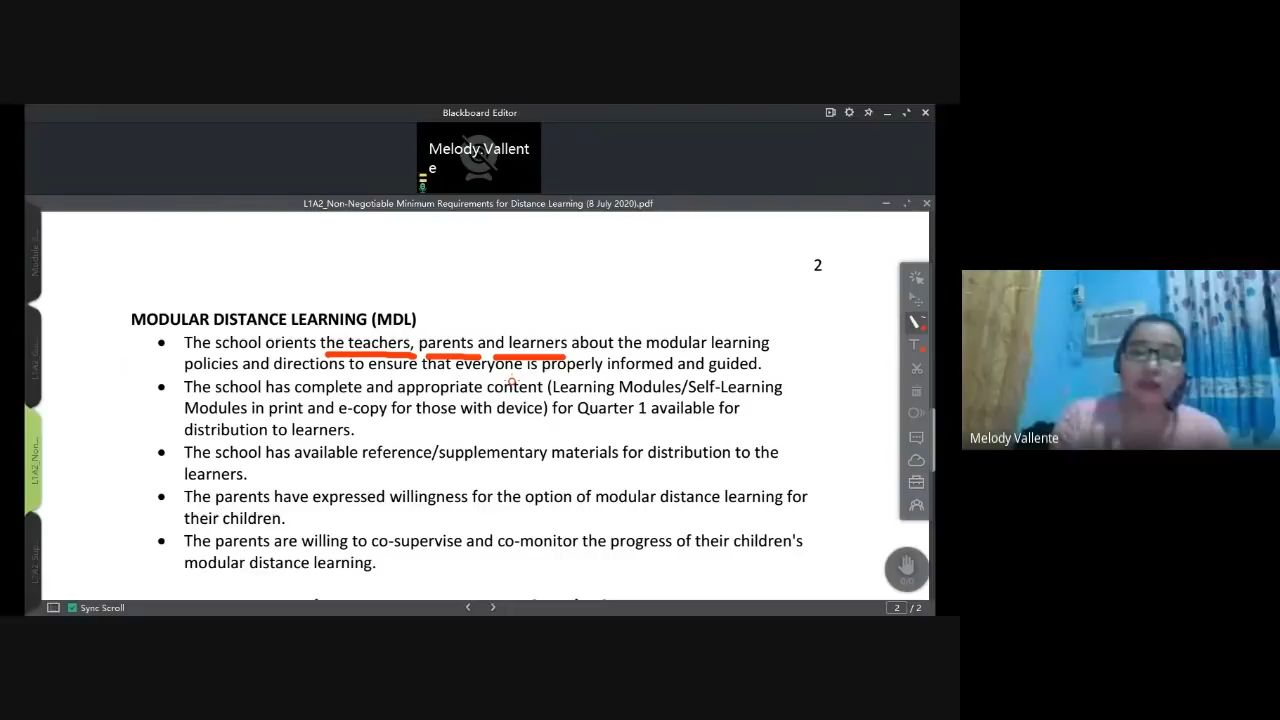 Blackboard Editor
Melody.Vallent
e
L1A2_Non-Negotiable Minimum Requirements for Distance Learning (8 July 2020).pdf
2
MODULAR DISTANCE LEARNING (MDL)
• The school orients the teachers, parents and learners about the modular learning
policies and directions to ensure that everyone is properly informed and guided.
• The school has complete and appropriate content (Learning Modules/Self-Learning
Modules in print and e-copy for those with device) for Quarter 1 available for
distribution to learners.
• The school has available reference/supplementary materials for distribution to the
learners.
• The parents have expressed willingness for the option of modular distance learning for
their children.
• The parents are willing to co-supervise and co-monitor the progress of their children's
modular distance learning.
Sync Scroll
2 / 2
0/0
L1A2_Non...
Melody Vallente